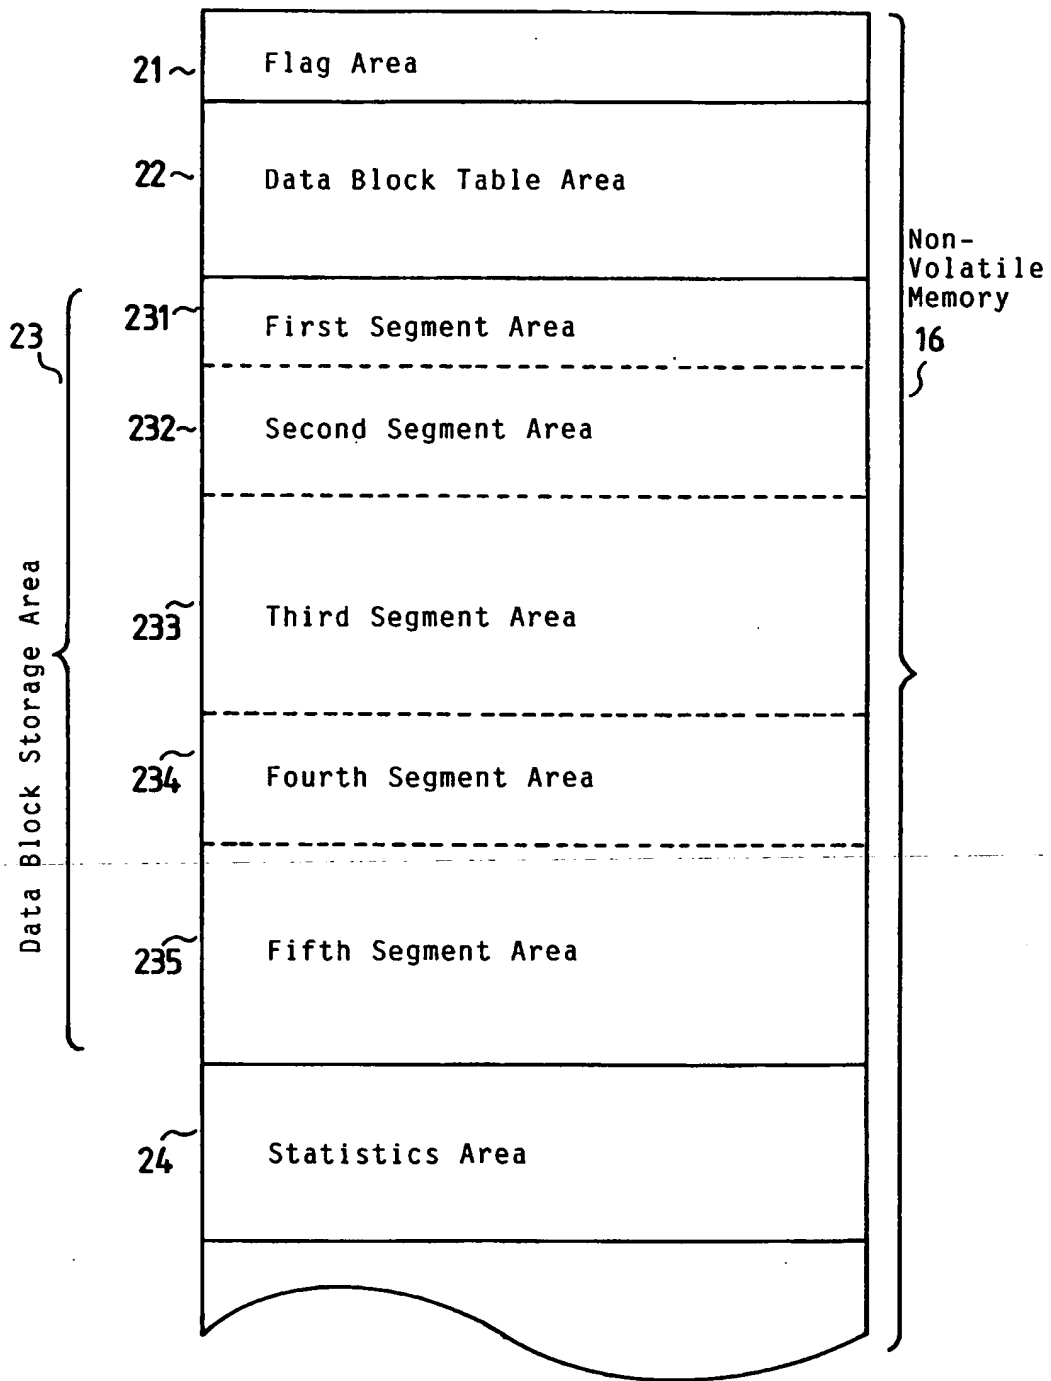 21 Flag Area
22 Data Block Table Area
Non-
Volatile
Memory
16
231 First Segment Area
23
232 Second Segment Area
233 Third Segment Area
Data Block Storage Area
234 Fourth Segment Area
235 Fifth Segment Area
24 Statistics Area